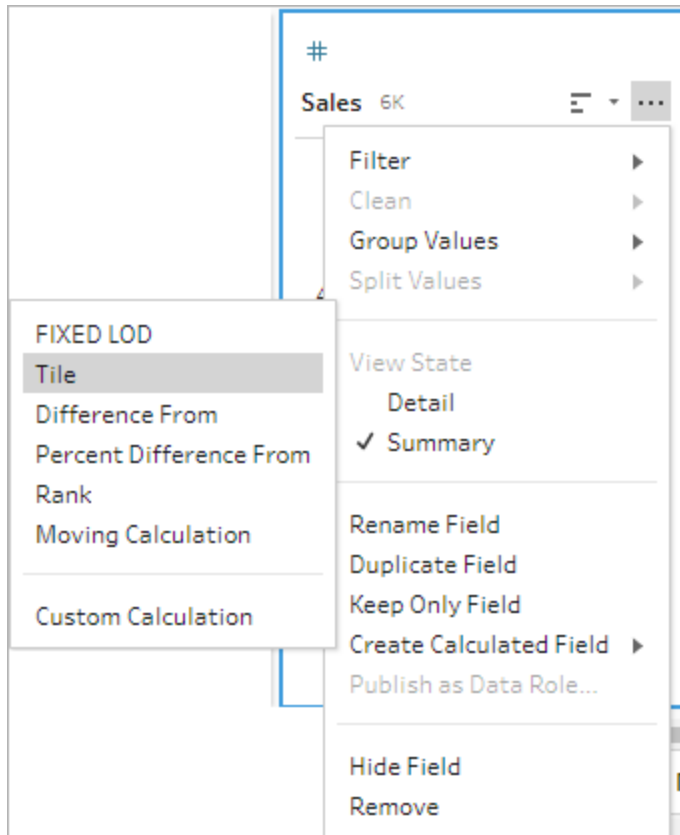 #
Sales 6K
Filter
Clean
Group Values
Split Values
View State
Detail
✓ Summary
Rename Field
Duplicate Field
Keep Only Field
Create Calculated Field
Publish as Data Role...
Hide Field
Remove
FIXED LOD
Tile
Difference From
Percent Difference From
Rank
Moving Calculation
Custom Calculation